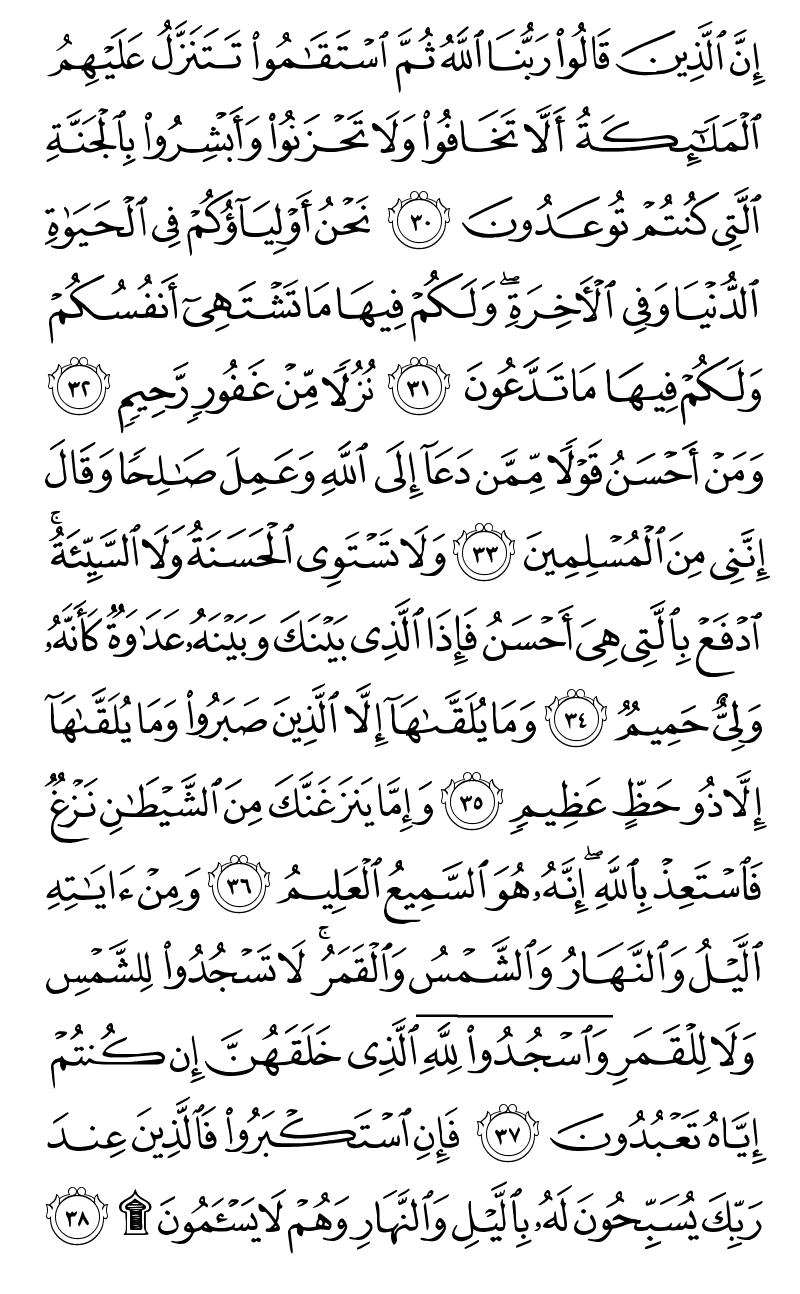 إِنَّ ٱلَّذِينَ قَالُوا۟ رَبُّنَا ٱللَّهُ ثُمَّ ٱسْتَقَٰمُوا۟ تَتَنَزَّلُ عَلَيْهِمُ
ٱلْمَلَٰٓئِكَةُ أَلَّا تَخَافُوا۟ وَلَا تَحْزَنُوا۟ وَأَبْشِرُوا۟ بِٱلْجَنَّةِ
ٱلَّتِى كُنتُمْ تُوعَدُونَ ٣٠ نَحْنُ أَوْلِيَآؤُكُمْ فِى ٱلْحَيَوٰةِ
ٱلدُّنْيَا وَفِى ٱلْأَخِرَةِ ۖ وَلَكُمْ فِيهَا مَا تَشْتَهِىٓ أَنفُسُكُمْ
وَلَكُمْ فِيهَا مَا تَدَّعُونَ ٣١ نُزُلًا مِّنْ غَفُورٍ رَّحِيمٍ ٣٢
وَمَنْ أَحْسَنُ قَوْلًا مِّمَّن دَعَآ إِلَى ٱللَّهِ وَعَمِلَ صَٰلِحًا وَقَالَ
إِنَّنِى مِنَ ٱلْمُسْلِمِينَ ٣٣ وَلَا تَسْتَوِى ٱلْحَسَنَةُ وَلَا ٱلسَّيِّئَةُ ۚ
ٱدْفَعْ بِٱلَّتِى هِىَ أَحْسَنُ فَإِذَا ٱلَّذِى بَيْنَكَ وَبَيْنَهُۥ عَدَٰوَةٌ كَأَنَّهُۥ
وَلِىٌّ حَمِيمٌ ٣٤ وَمَا يُلَقَّىٰهَآ إِلَّا ٱلَّذِينَ صَبَرُوا۟ وَمَا يُلَقَّىٰهَآ
إِلَّا ذُو حَظٍّ عَظِيمٍ ٣٥ وَإِمَّا يَنزَغَنَّكَ مِنَ ٱلشَّيْطَٰنِ نَزْغٌ
فَٱسْتَعِذْ بِٱللَّهِ ۖ إِنَّهُۥ هُوَ ٱلسَّمِيعُ ٱلْعَلِيمُ ٣٦ وَمِنْ ءَايَٰتِهِ
ٱلَّيْلُ وَٱلنَّهَارُ وَٱلشَّمْسُ وَٱلْقَمَرُ ۚ لَا تَسْجُدُوا۟ لِلشَّمْسِ
وَلَا لِلْقَمَرِ وَٱسْجُدُوا۟ لِلَّهِ ٱلَّذِى خَلَقَهُنَّ إِن كُنتُمْ
إِيَّاهُ تَعْبُدُونَ ٣٧ فَإِنِ ٱسْتَكْبَرُوا۟ فَٱلَّذِينَ عِندَ
رَبِّكَ يُسَبِّحُونَ لَهُۥ بِٱلَّيْلِ وَٱلنَّهَارِ وَهُمْ لَا يَسْـَٔمُونَ ۩ ٣٨